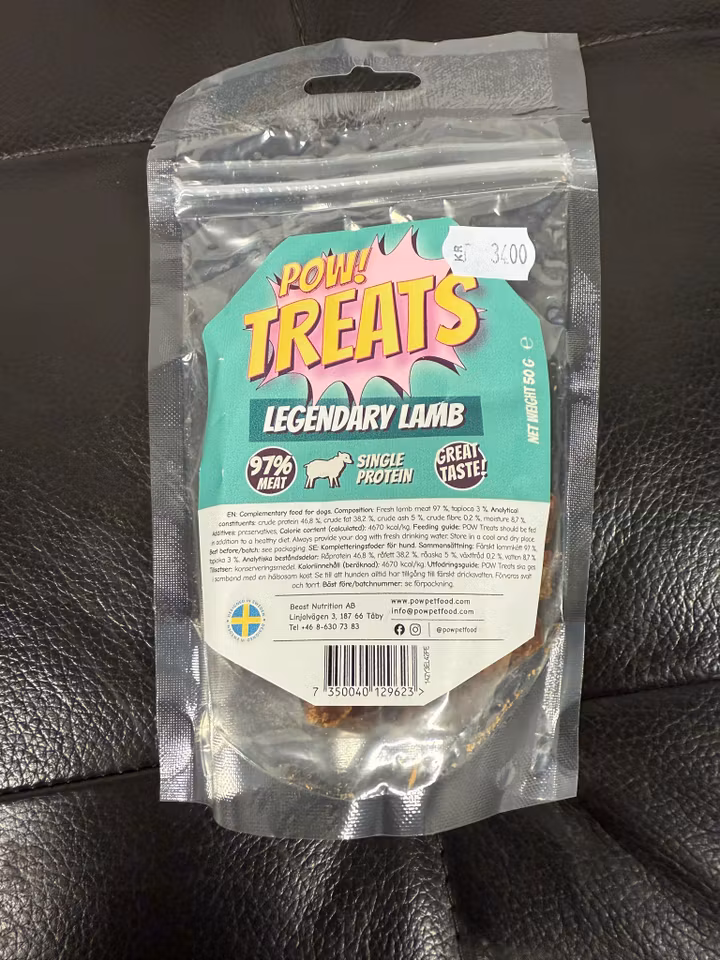 KR 34.00
POW!
TREATS
LEGENDARY LAMB
97% MEAT
SINGLE PROTEIN
GREAT TASTE!
NET WEIGHT 50 G ℮
EN: Complementary food for dogs. Composition: Fresh lamb meat 97 %, tapioca 3 %. Analytical
constituents: crude protein 46,8 %, crude fat 38,2 %, crude ash 5 %, crude fibre 0,2 %, moisture 8,7 %.
Additives: preservatives, Calorie content (calculated): 4670 kcal/kg. Feeding guide: POW Treats should be fed
in addition to a healthy diet. Always provide your dog with fresh drinking water. Store in a cool and dry place.
Best before/batch: see packaging. SE: Kompletteringsfoder för hund. Sammansättning: Färskt lammkött 97 %,
tapioka 3 %. Analytiska beståndsdelar: Råprotein 46,8 %, råfett 38,2 %, råaska 5 %, växttråd 0,2 %, vatten 8,7 %.
Tillsatser: konserveringsmedel. Kaloriinnehåll (beräknad): 4670 kcal/kg. Utfodringsguide: POW Treats ska ges
i samband med en hälsosam kost. Se till att hunden alltid har tillgång till färskt dricksvatten. Förvaras svalt
och torrt. Bäst före/batchnummer: se förpackning.
Beast Nutrition AB
Linjalvägen 3, 187 66 Täby
Tel +46 8-630 73 83
www.powpetfood.com
info@powpetfood.com
@powpetfood
7 350040 129623 >